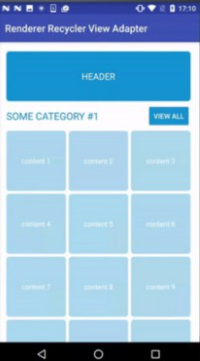 17:10
Renderer Recycler View Adapter
HEADER
SOME CATEGORY #1
VIEW ALL
content 1
content 2
content 3
content 4
content 5
content 6
content 7
content 8
content 9